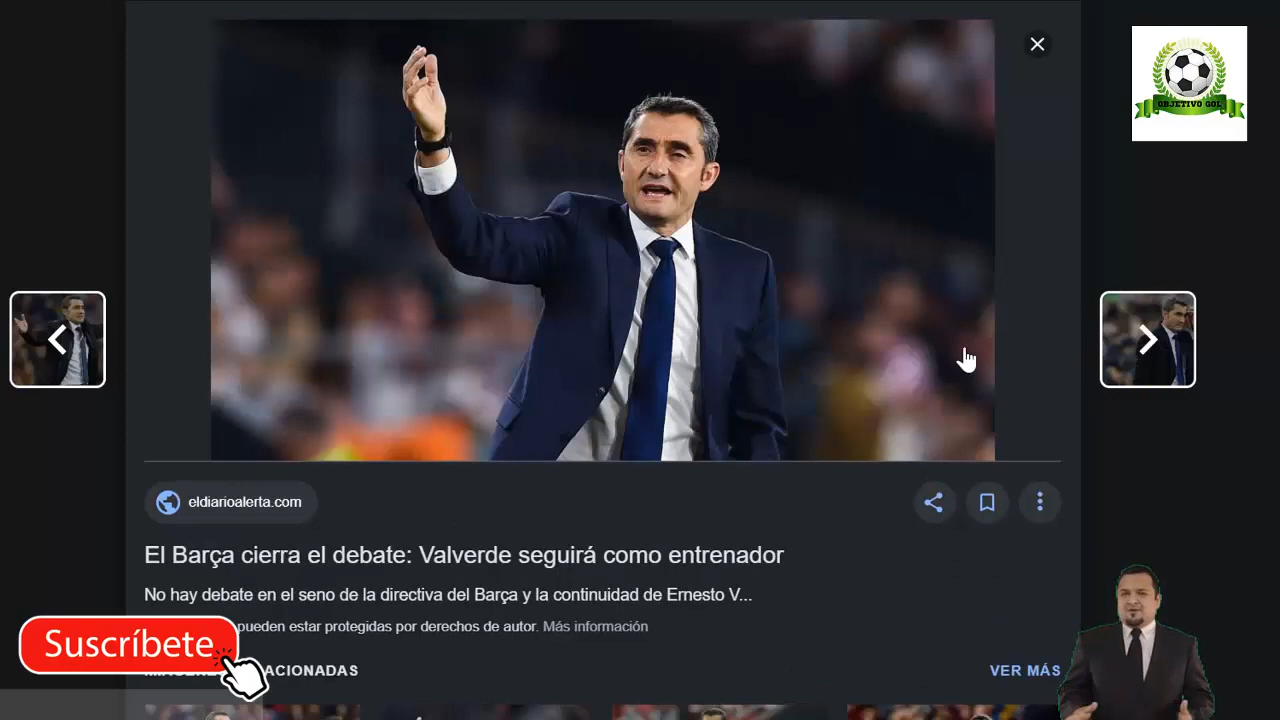 OBJETIVO GOL
eldiarioalerta.com
El Barça cierra el debate: Valverde seguirá como entrenador
No hay debate en el seno de la directiva del Barça y la continuidad de Ernesto V...
pueden estar protegidas por derechos de autor. Más información
Suscríbete
ACIONADAS
VER MÁS